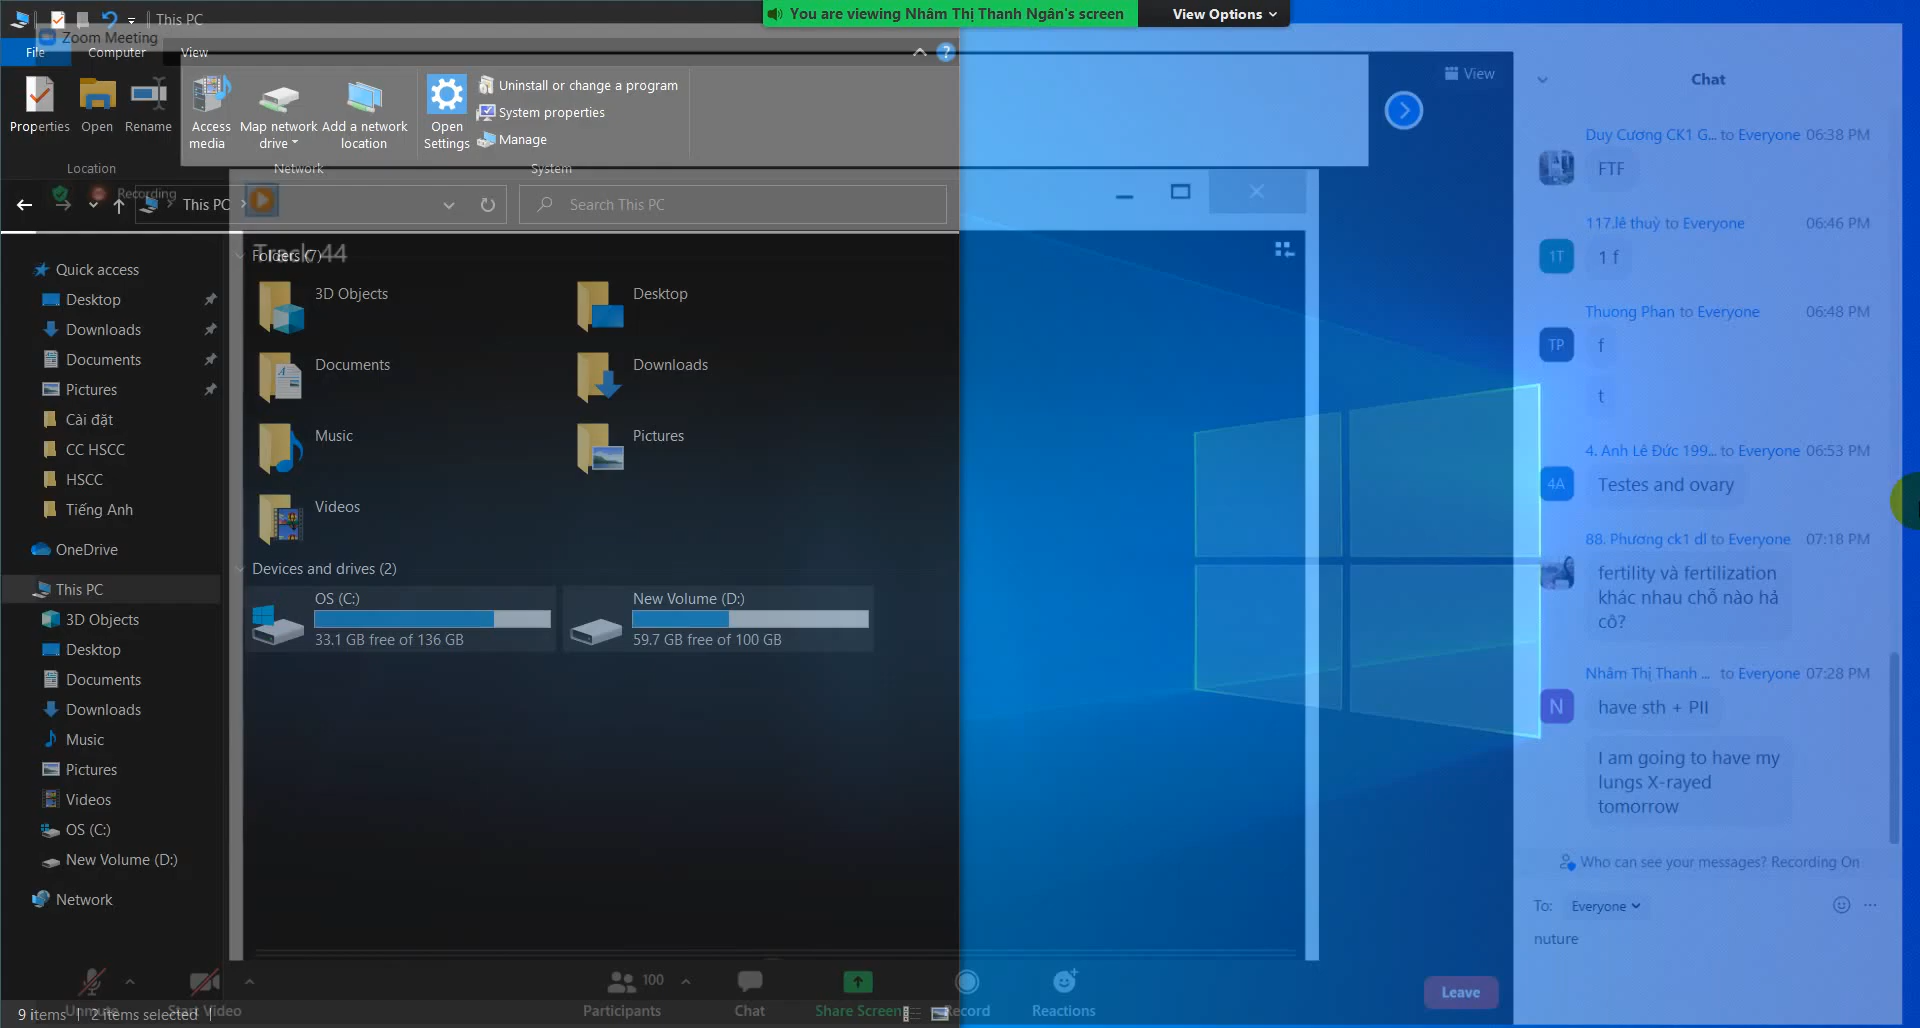 This PC
You are viewing Nhâm Thị Thanh Ngân's screen
View Options
Zoom Meeting
File
Computer
View
Properties
Open
Rename
Access media
Map network drive
Add a network location
Open Settings
Uninstall or change a program
System properties
Manage
Location
Network
System
Recording
This PC
Search This PC
Track 44
Folders (7)
Quick access
Desktop
Downloads
Documents
Pictures
Cài đặt
CC HSCC
HSCC
Tiếng Anh
OneDrive
This PC
3D Objects
Desktop
Documents
Downloads
Music
Pictures
Videos
OS (C:)
New Volume (D:)
Network
3D Objects
Desktop
Documents
Downloads
Music
Pictures
Videos
Devices and drives (2)
OS (C:)
33.1 GB free of 136 GB
New Volume (D:)
59.7 GB free of 100 GB
View
Chat
Duy Cương CK1 G... to Everyone 06:38 PM
FTF
117.lê thuỳ to Everyone 06:46 PM
1T
1 f
Thuong Phan to Everyone 06:48 PM
TP
f
t
4. Anh Lê Đức 199... to Everyone 06:53 PM
4A
Testes and ovary
88. Phương ck1 dl to Everyone 07:18 PM
fertility và fertilization
khác nhau chỗ nào hả
cô?
Nhâm Thị Thanh ... to Everyone 07:28 PM
N
have sth + PII
I am going to have my
lungs X-rayed
tomorrow
Who can see your messages? Recording On
To: Everyone
nuture
Unmute
Start Video
100
Participants
Chat
Share Screen
Record
Reactions
Leave
9 items
2 items selected